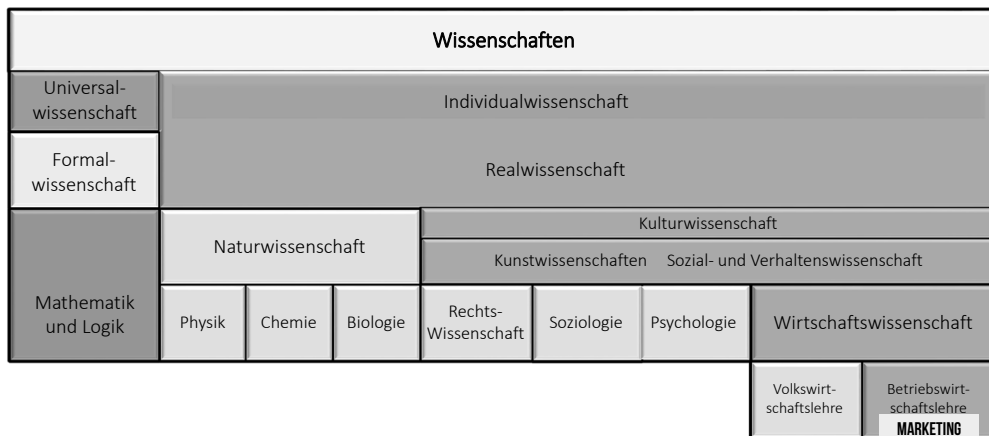 Wissenschaften
Universal-
wissenschaft
Individualwissenschaft
Formal-
wissenschaft
Realwissenschaft
Mathematik
und Logik
Naturwissenschaft
Kulturwissenschaft
Kunstwissenschaften Sozial- und Verhaltenswissenschaft
Physik
Chemie
Biologie
Rechts-
Wissenschaft
Soziologie
Psychologie
Wirtschaftswissenschaft
Volkswirt-
schaftslehre
Betriebswirt-
schaftslehre
MARKETING